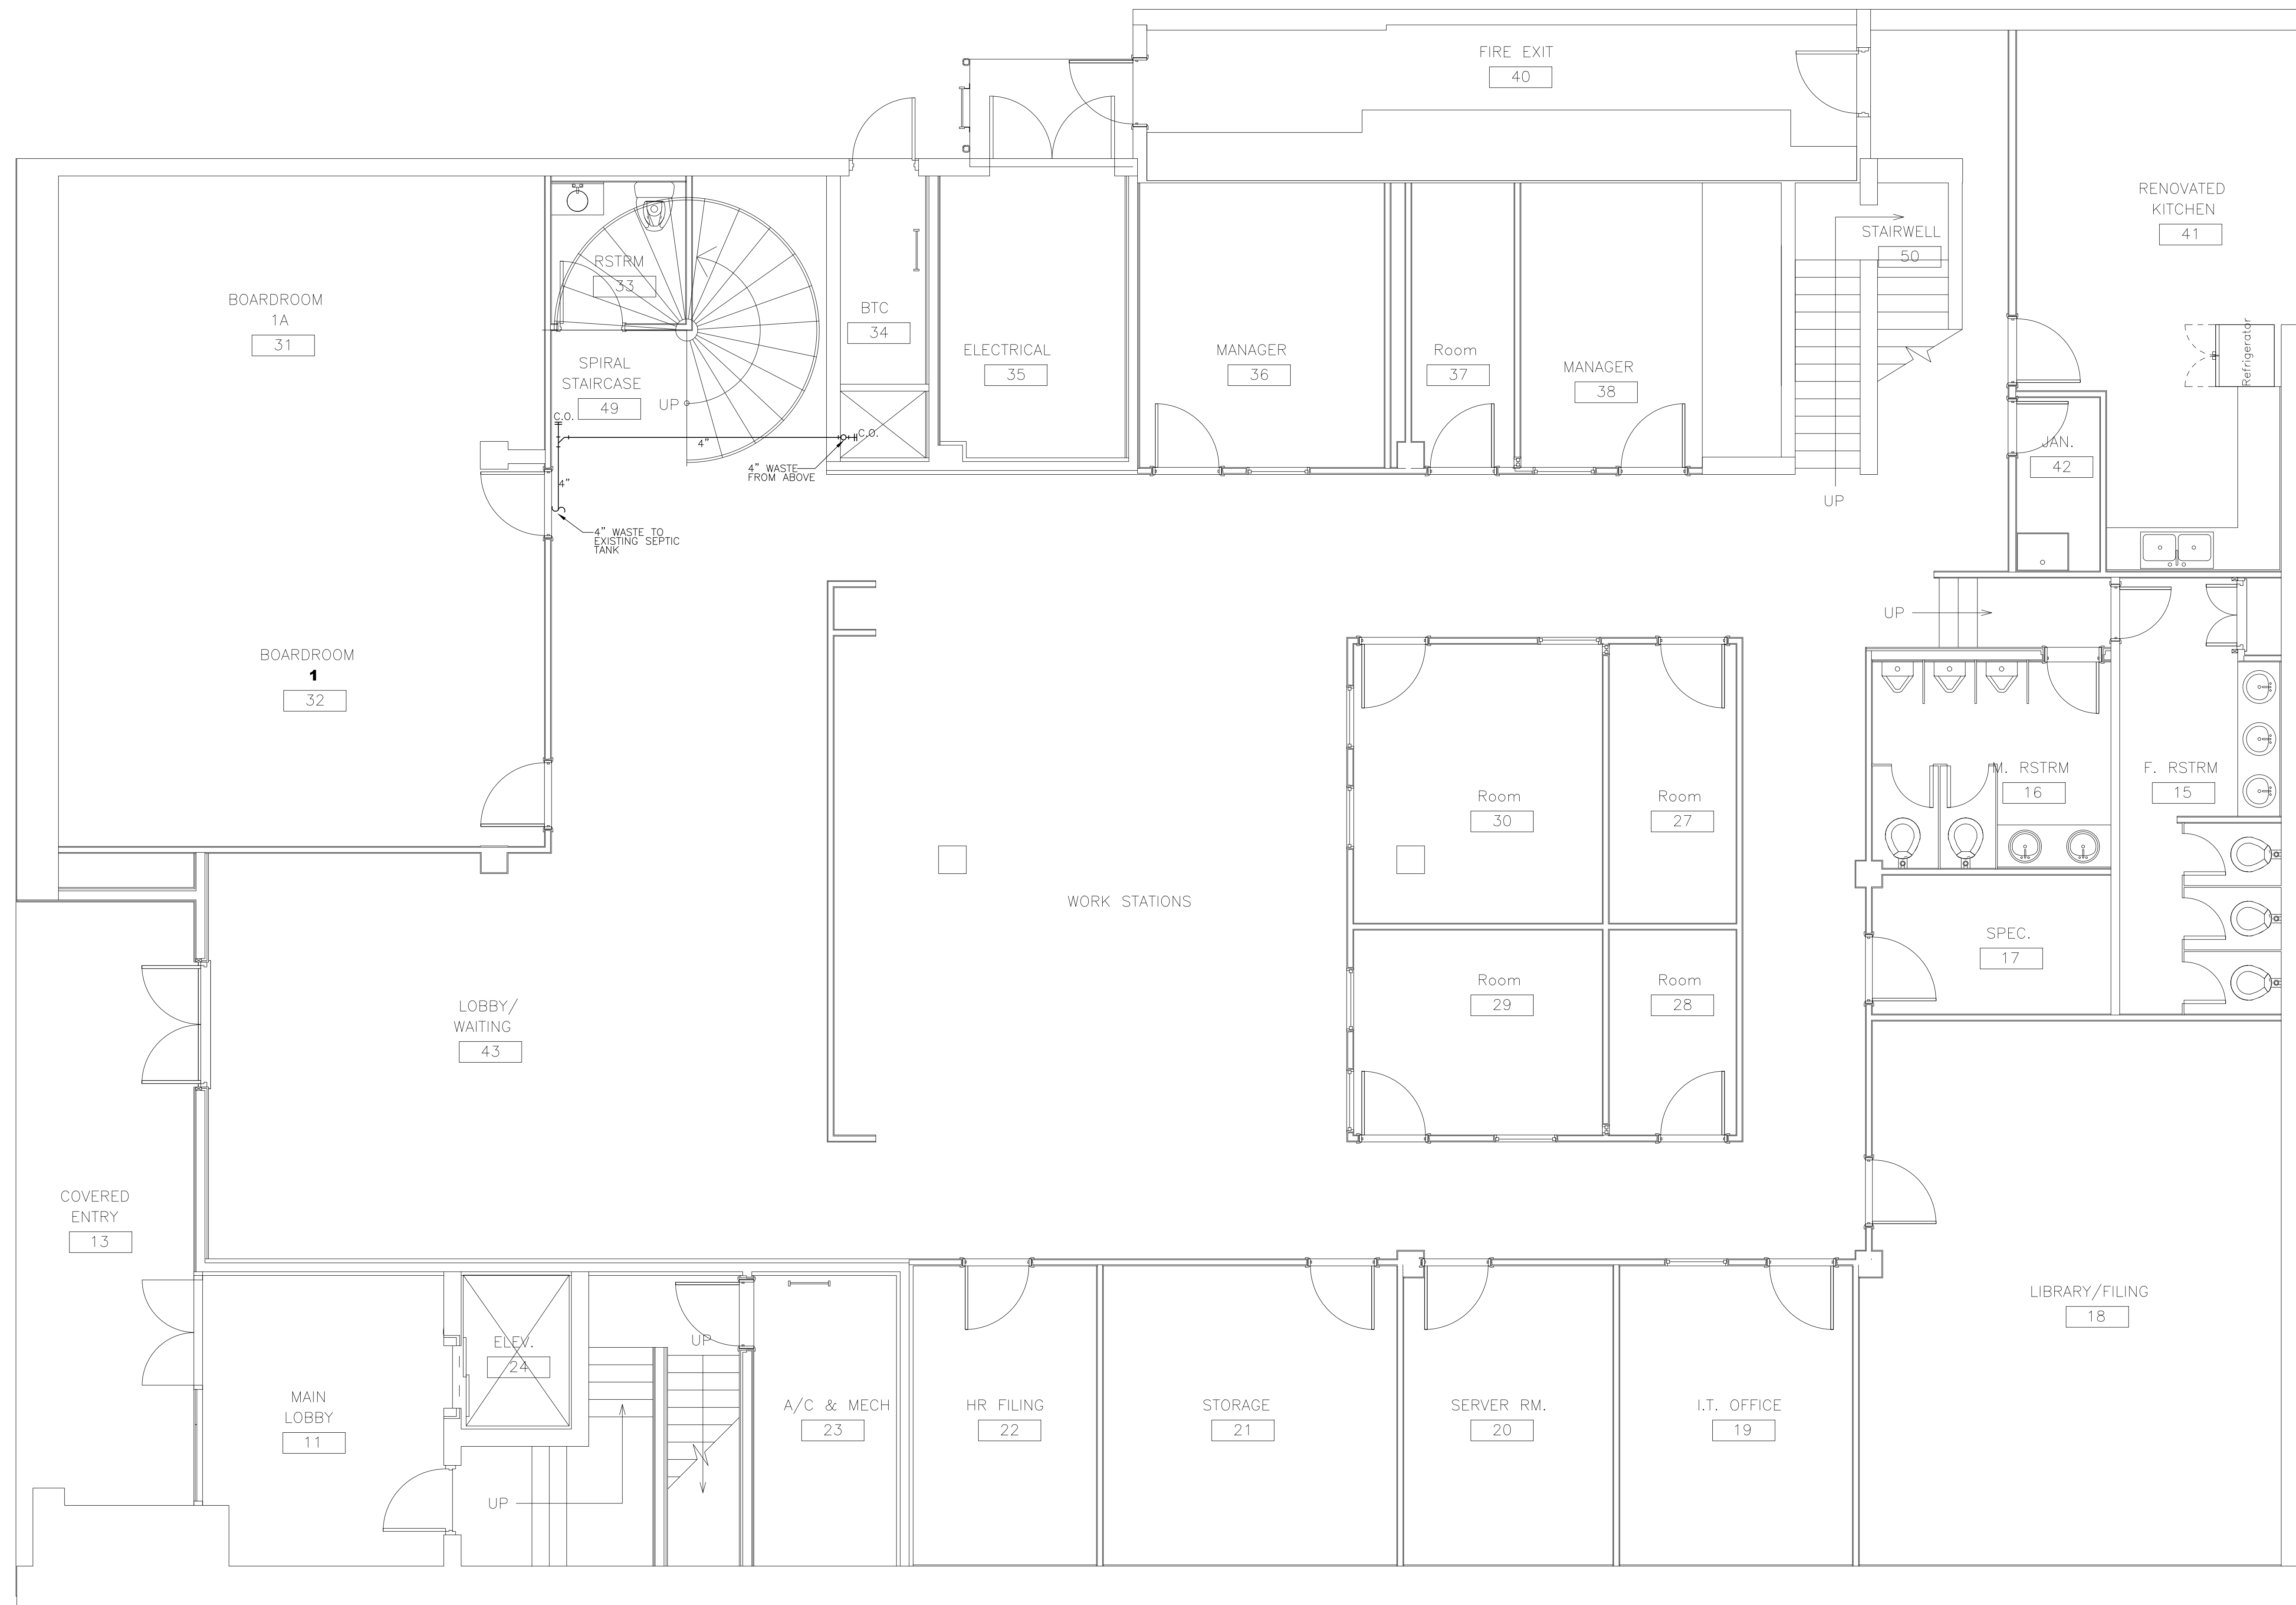 FIRE EXIT
40
RENOVATED
KITCHEN
41
STAIRWELL
50
RSTRM
33
BOARDROOM
1A
31
BTC
34
ELECTRICAL
35
MANAGER
36
Room
37
MANAGER
38
Refrigerator
SPIRAL
STAIRCASE
49
UP
C.O.
4"
C.O.
4" WASTE
FROM ABOVE
4"
4" WASTE TO
EXISTING SEPTIC
TANK
JAN.
42
UP
UP
BOARDROOM
1
32
M. RSTRM
16
F. RSTRM
15
Room
30
Room
27
WORK STATIONS
SPEC.
17
Room
29
Room
28
LOBBY/
WAITING
43
COVERED
ENTRY
13
LIBRARY/FILING
18
ELEV.
24
UP
MAIN
LOBBY
11
A/C & MECH
23
HR FILING
22
STORAGE
21
SERVER RM.
20
I.T. OFFICE
19
UP